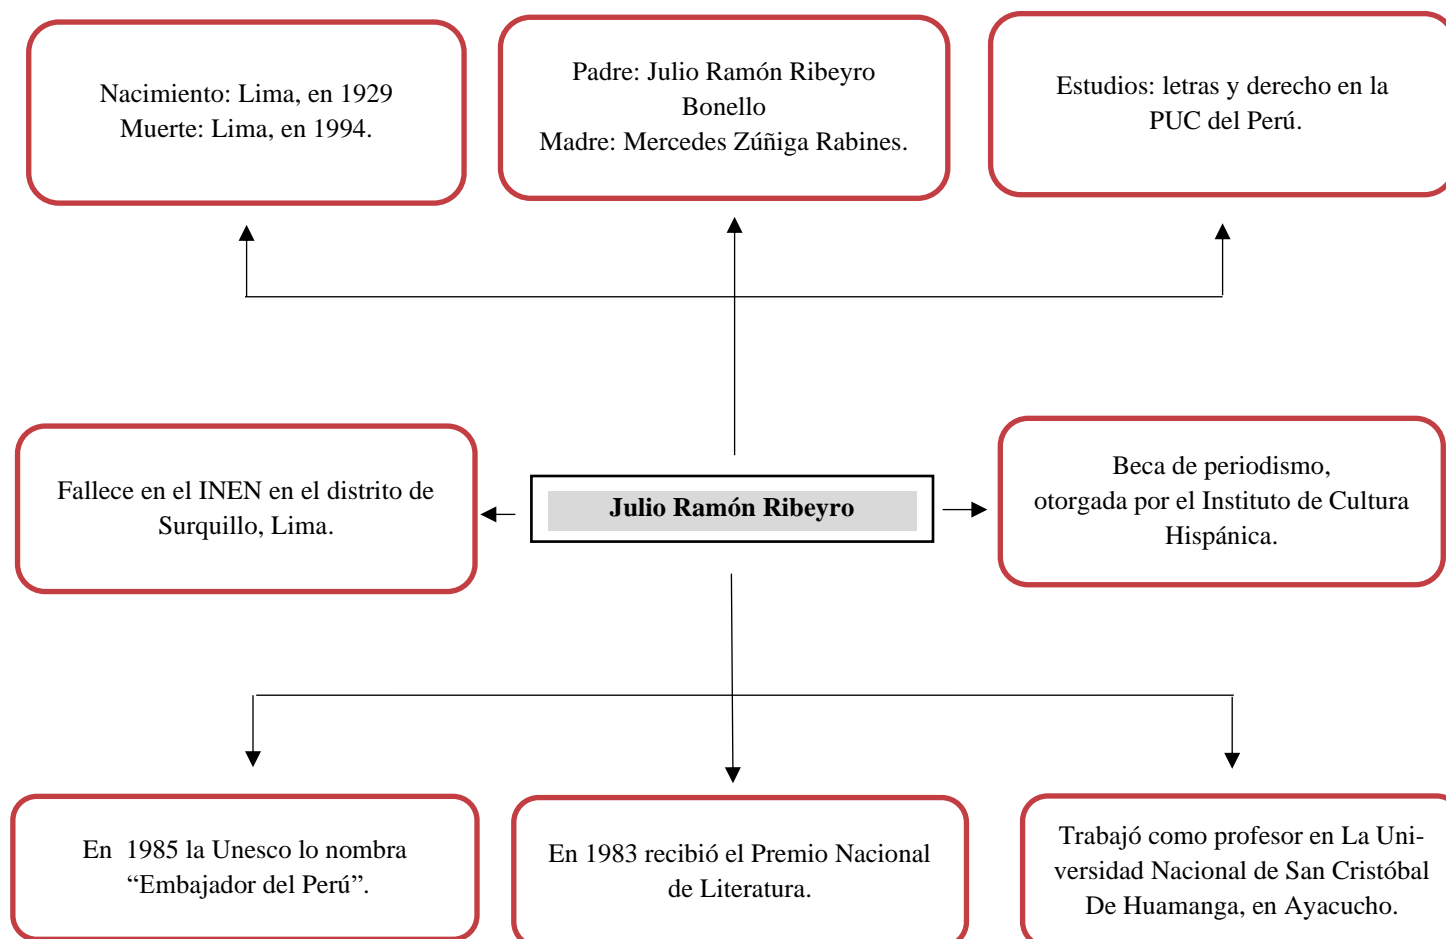 Nacimiento: Lima, en 1929
Muerte: Lima, en 1994.
Padre: Julio Ramón Ribeyro
Bonello
Madre: Mercedes Zúñiga Rabines.
Estudios: letras y derecho en la
PUC del Perú.
Fallece en el INEN en el distrito de
Surquillo, Lima.
Julio Ramón Ribeyro
Beca de periodismo,
otorgada por el Instituto de Cultura
Hispánica.
En  1985 la Unesco lo nombra
“Embajador del Perú”.
En 1983 recibió el Premio Nacional
de Literatura.
Trabajó como profesor en La Uni-
versidad Nacional de San Cristóbal
De Huamanga, en Ayacucho.